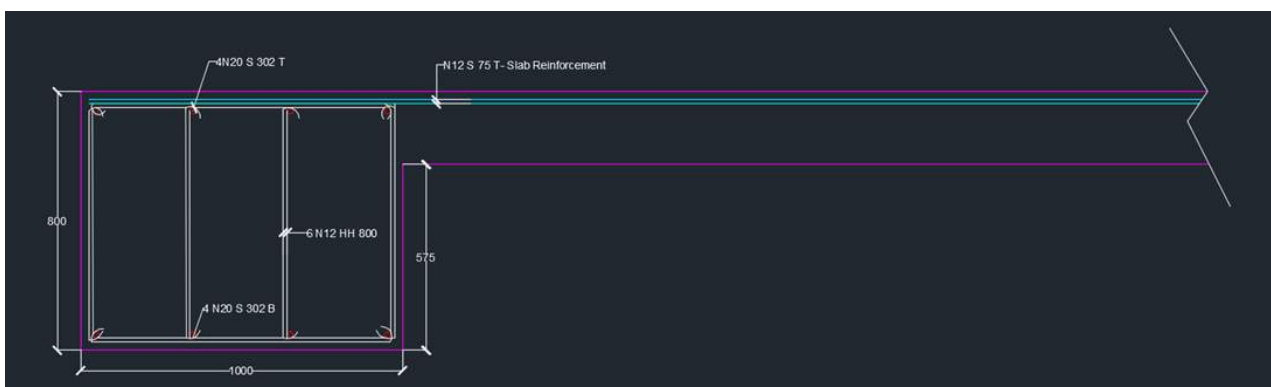 4N20 S 302 T
N12 S 75 T- Slab Reinforcement
800
6 N12 HH 800
575
4 N20 S 302 B
1000